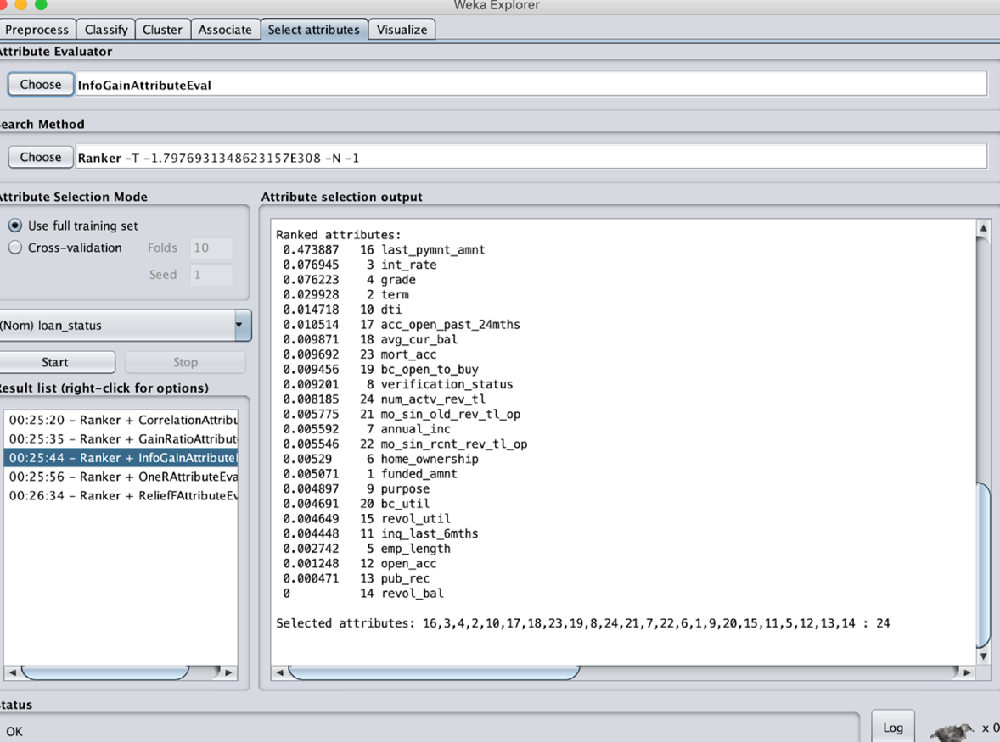 Weka Explorer
Preprocess Classify Cluster Associate Select attributes Visualize
Attribute Evaluator
Choose InfoGainAttributeEval
Search Method
Choose Ranker -T -1.7976931348623157E308 -N -1
Attribute Selection Mode
Use full training set
Cross-validation Folds 10
Seed 1
(Nom) loan_status
Start Stop
Result list (right-click for options)
00:25:20 - Ranker + CorrelationAttribu
00:25:35 - Ranker + GainRatioAttribut
00:25:44 - Ranker + InfoGainAttributeE
00:25:56 - Ranker + OneRAttributeEva
00:26:34 - Ranker + ReliefFAttributeEv
Attribute selection output
Ranked attributes:
0.473887 16 last_pymnt_amnt
0.076945 3 int_rate
0.076223 4 grade
0.029928 2 term
0.014718 10 dti
0.010514 17 acc_open_past_24mths
0.009871 18 avg_cur_bal
0.009692 23 mort_acc
0.009456 19 bc_open_to_buy
0.009201 8 verification_status
0.008185 24 num_actv_rev_tl
0.005775 21 mo_sin_old_rev_tl_op
0.005592 7 annual_inc
0.005546 22 mo_sin_rcnt_rev_tl_op
0.00529 6 home_ownership
0.005071 1 funded_amnt
0.004897 9 purpose
0.004691 20 bc_util
0.004649 15 revol_util
0.004448 11 inq_last_6mths
0.002742 5 emp_length
0.001248 12 open_acc
0.000471 13 pub_rec
0 14 revol_bal
Selected attributes: 16,3,4,2,10,17,18,23,19,8,24,21,7,22,6,1,9,20,15,11,5,12,13,14 : 24
Status
OK
Log x 0